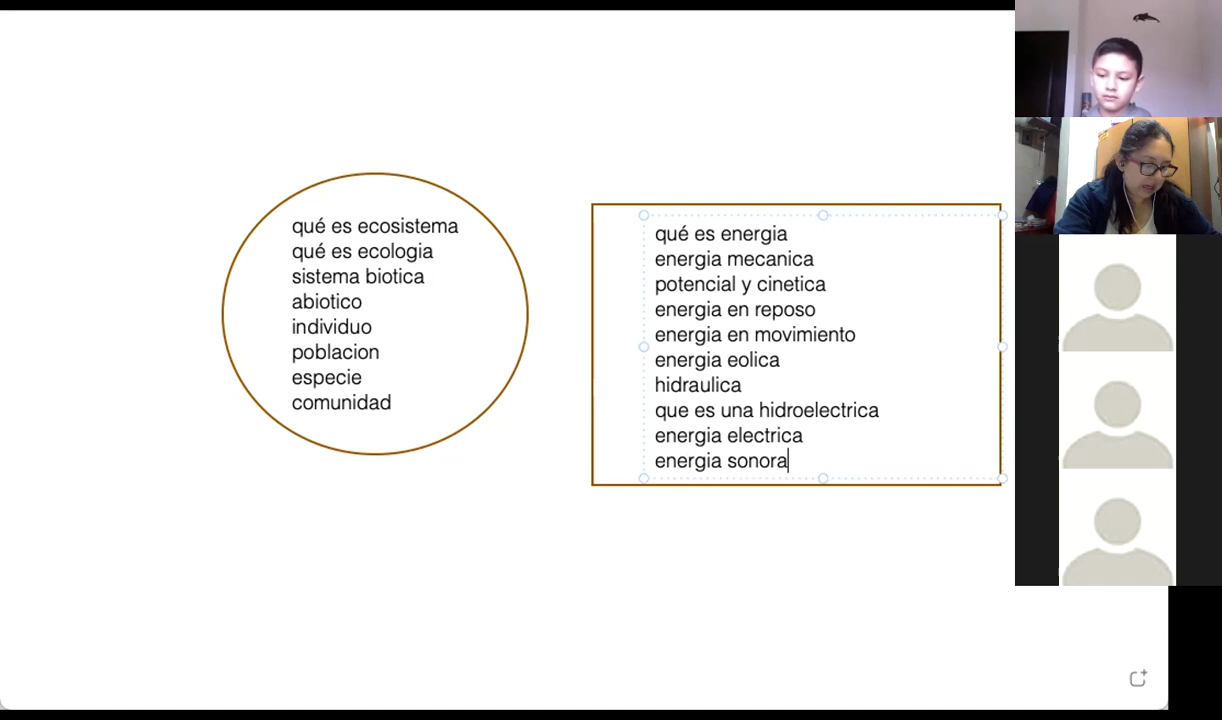 qué es ecosistema
qué es ecologia
sistema biotica
abiotico
individuo
poblacion
especie
comunidad
qué es energia
energia mecanica
potencial y cinetica
energia en reposo
energia en movimiento
energia eolica
hidraulica
que es una hidroelectrica
energia electrica
energia sonora